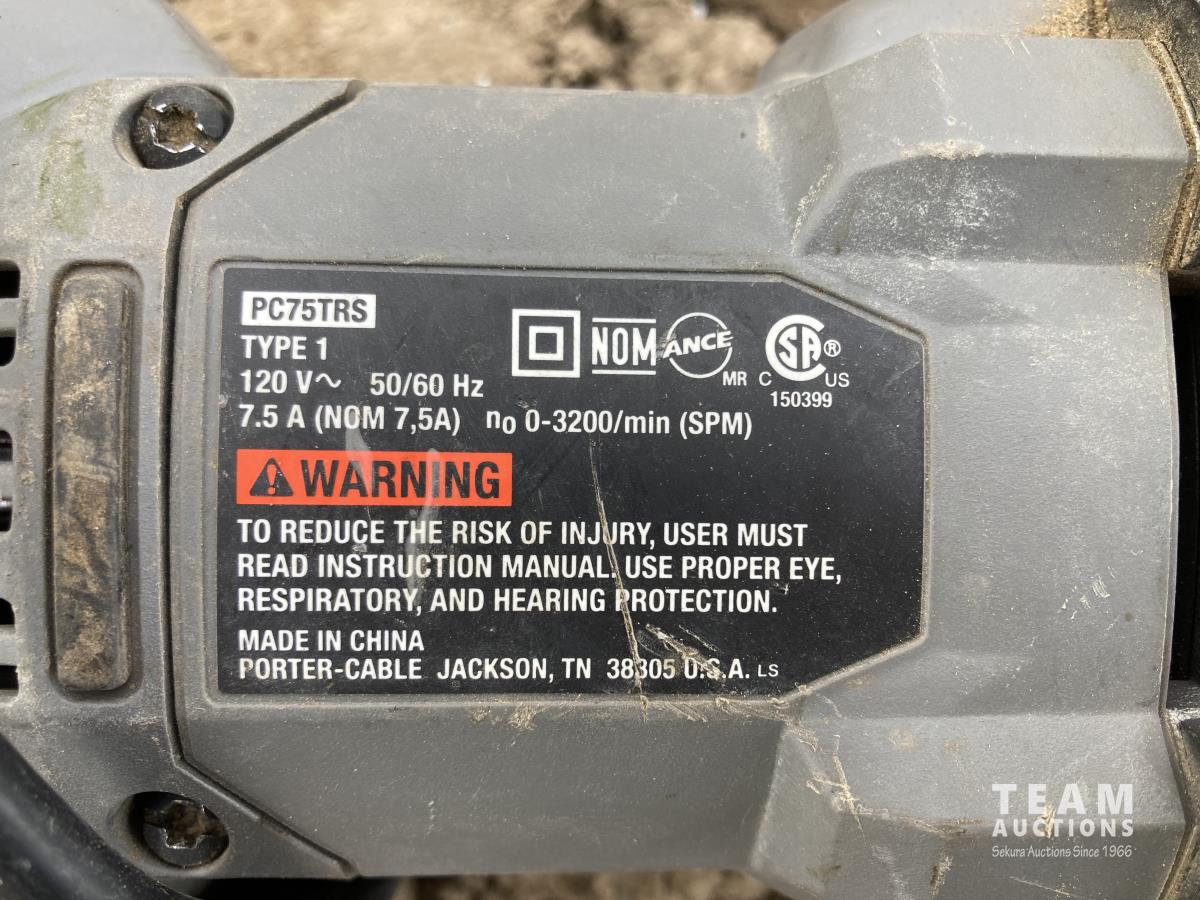 PC75TRS
TYPE 1
120 V~ 50/60 Hz
7.5 A (NOM 7,5A) no 0-3200/min (SPM)
NOM ANCE MR
C SA ® US
150399
WARNING
TO REDUCE THE RISK OF INJURY, USER MUST
READ INSTRUCTION MANUAL. USE PROPER EYE,
RESPIRATORY, AND HEARING PROTECTION.
MADE IN CHINA
PORTER-CABLE JACKSON, TN 38305 U.S.A. LS
TEAM
AUCTIONS
Sekura Auctions Since 1966